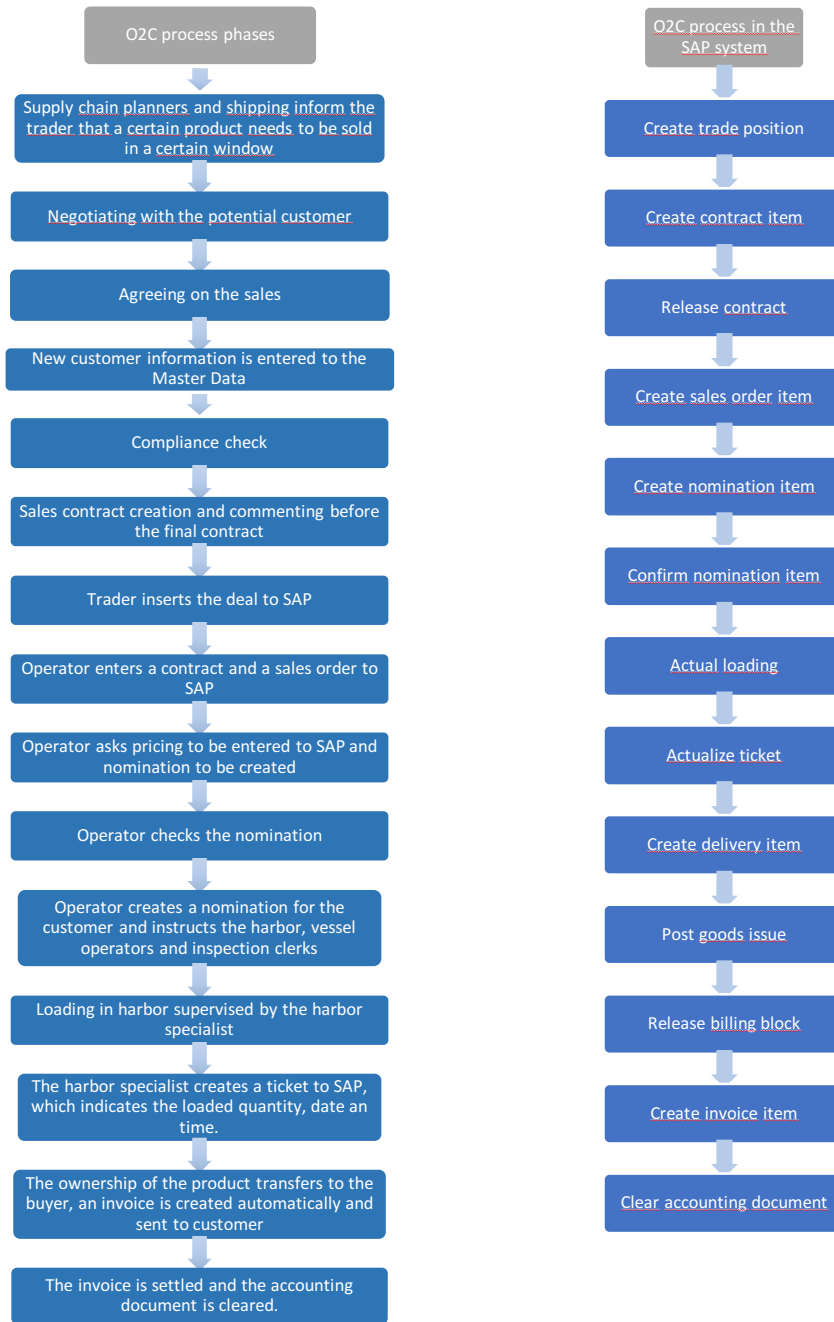 O2C process phases
Supply chain planners and shipping inform the
trader that a certain product needs to be sold
in a certain window
Negotiating with the potential customer
Agreeing on the sales
New customer information is entered to the
Master Data
Compliance check
Sales contract creation and commenting before
the final contract
Trader inserts the deal to SAP
Operator enters a contract and a sales order to
SAP
Operator asks pricing to be entered to SAP and
nomination to be created
Operator checks the nomination
Operator creates a nomination for the
customer and instructs the harbor, vessel
operators and inspection clerks
Loading in harbor supervised by the harbor
specialist
The harbor specialist creates a ticket to SAP,
which indicates the loaded quantity, date an
time.
The ownership of the product transfers to the
buyer, an invoice is created automatically and
sent to customer
The invoice is settled and the accounting
document is cleared.
O2C process in the
SAP system
Create trade position
Create contract item
Release contract
Create sales order item
Create nomination item
Confirm nomination item
Actual loading
Actualize ticket
Create delivery item
Post goods issue
Release billing block
Create invoice item
Clear accounting document